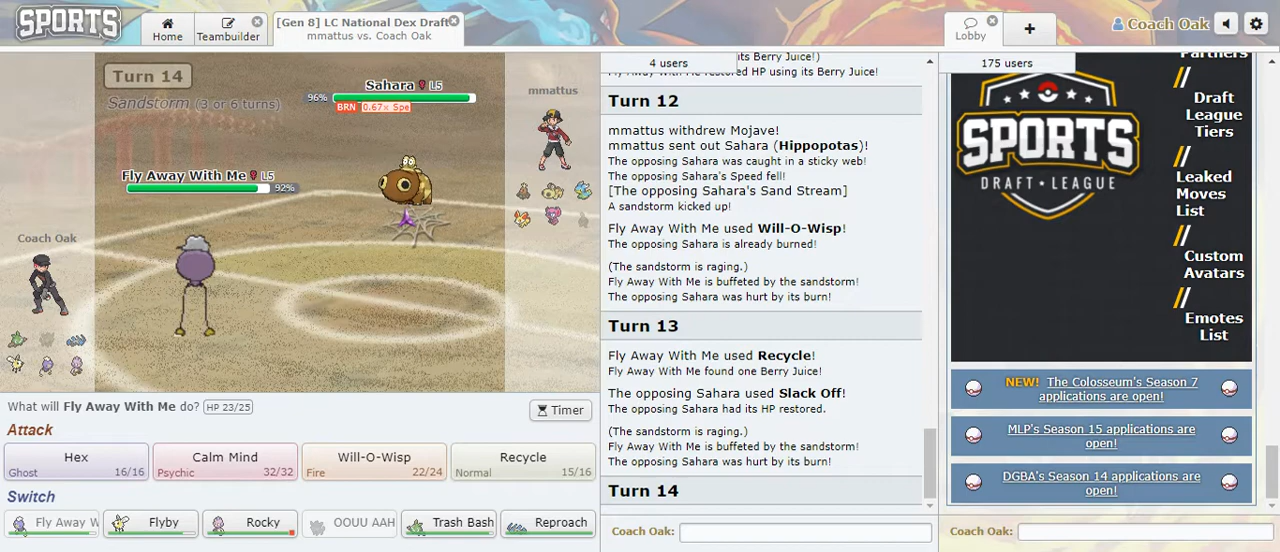 SPORTS
Home
Teambuilder
[Gen 8] LC National Dex Draft
mmattus vs. Coach Oak
Lobby
+
Coach Oak
Turn 14
Sandstorm (3 or 6 turns)
Sahara L5
96%
BRN 0.67x Spe
Fly Away With Me L5
92%
mmattus
Coach Oak
What will Fly Away With Me do? HP 23/25
Timer
Attack
Hex
Ghost 16/16
Calm Mind
Psychic 32/32
Will-O-Wisp
Fire 22/24
Recycle
Normal 15/16
Switch
Fly Away W
Flyby
Rocky
OOUU AAH
Trash Bash
Reproach
4 users
its Berry Juice!)
Fly Away With Me restored HP using its Berry Juice!
Turn 12
mmattus withdrew Mojave!
mmattus sent out Sahara (Hippopotas)!
The opposing Sahara was caught in a sticky web!
The opposing Sahara's Speed fell!
[The opposing Sahara's Sand Stream]
A sandstorm kicked up!
Fly Away With Me used Will-O-Wisp!
The opposing Sahara is already burned!
(The sandstorm is raging.)
Fly Away With Me is buffeted by the sandstorm!
The opposing Sahara was hurt by its burn!
Turn 13
Fly Away With Me used Recycle!
Fly Away With Me found one Berry Juice!
The opposing Sahara used Slack Off!
The opposing Sahara had its HP restored.
(The sandstorm is raging.)
Fly Away With Me is buffeted by the sandstorm!
The opposing Sahara was hurt by its burn!
Turn 14
Coach Oak:
175 users
SPORTS
DRAFT • LEAGUE
Partners
//
Draft
League
Tiers
//
Leaked
Moves
List
//
Custom
Avatars
//
Emotes
List
NEW! The Colosseum's Season 7
applications are open!
MLP's Season 15 applications are
open!
DGBA's Season 14 applications are
open!
Coach Oak: